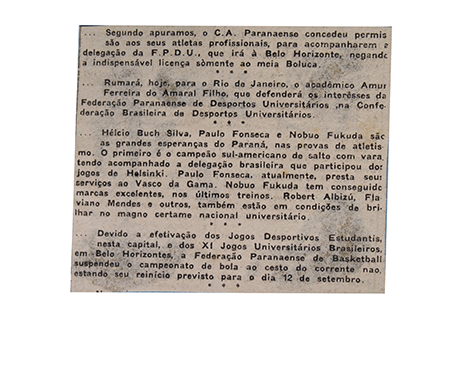 ... Segundo apuramos, o C.A. Paranaense concedeu permis
são aos seus atletas profissionais, para acompanharem a
delegação da F.P.D.U., que irá à Belo Horizonte, negando
a indispensável licença sòmente ao meia Boluca.
* * *
... Rumará, hoje, para o Rio de Janeiro, o apadêmico Amur
Ferreira do Amaral Filho, que defenderá os interêsses da
Federação Paranaense de Desportos Universitários ,na Confe
deração Brasileira de Desportos Universitários.
* * *
... Hélcio Buch Silva, Paulo Fonseca e Nobuo Fukuda são
as grandes esperanças do Paraná, nas provas de atletis
mo. O primeiro é o campeão sul-americano de salto com vara,
tendo acompanhado a delegação brasileira que participou dos
jogos de Helsinki. Paulo Fonseca, atualmente, presta seus
serviços ao Vasco da Gama. Nobuo Fukuda tem conseguido
marcas excelentes, nos últimos treinos. Robert Albizú, Fla
viano Mendes e outros, também estão em condições de bri
lhar no magno certame nacional universitário.
* * *
... Devido a efetivação dos Jogos Desportivos Estudantis,
nesta capital, e dos XI Jogos Universitários Brasileiros,
em Belo Horizontes, a Federação Paranaense de Basketball
suspendeu o campeonato de bola ao cesto do corrente nao,
estando seu reinício previsto para o dia 12 de setembro.
* * *